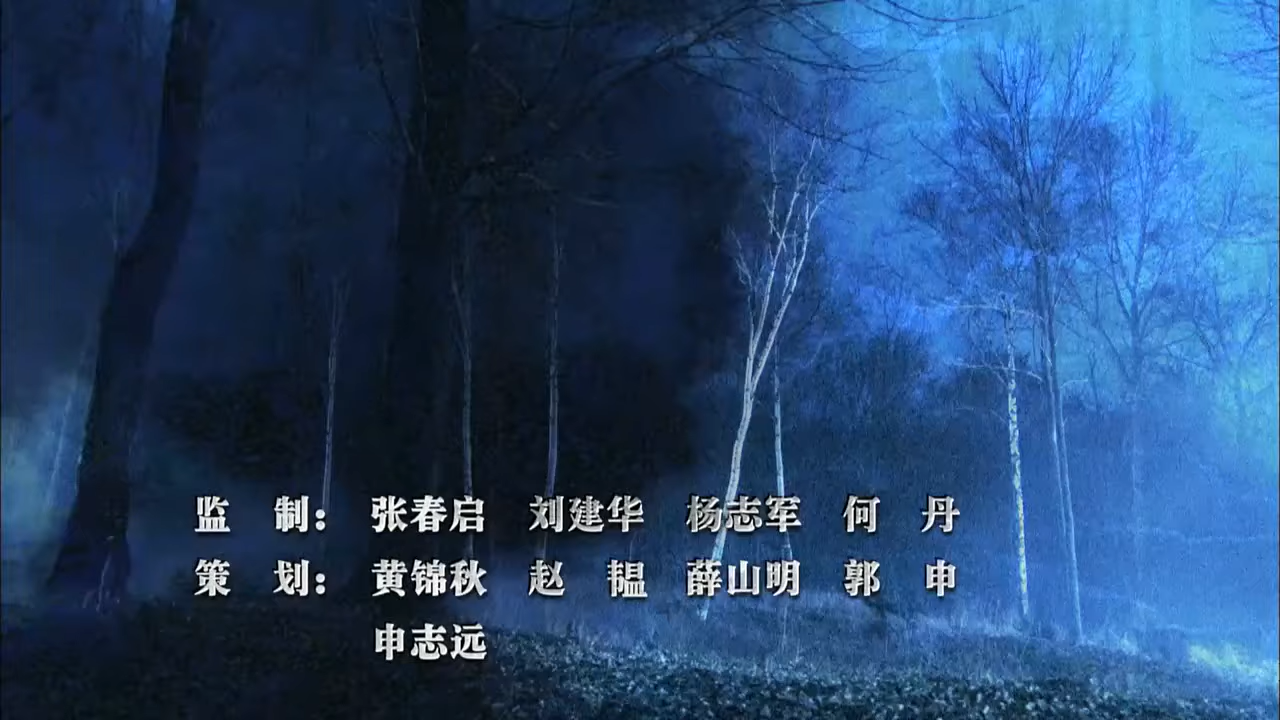 监 制: 张春启 刘建华 杨志军 何 丹
策 划: 黄锦秋 赵 韫 薛山明 郭 申
申志远